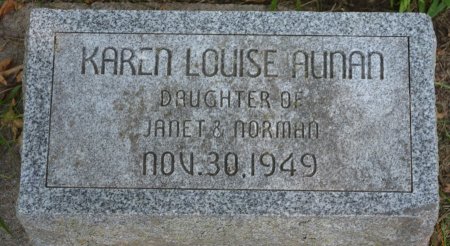 KAREN LOUISE AUNAN
DAUGHTER OF
JANET & NORMAN
NOV. 30, 1949